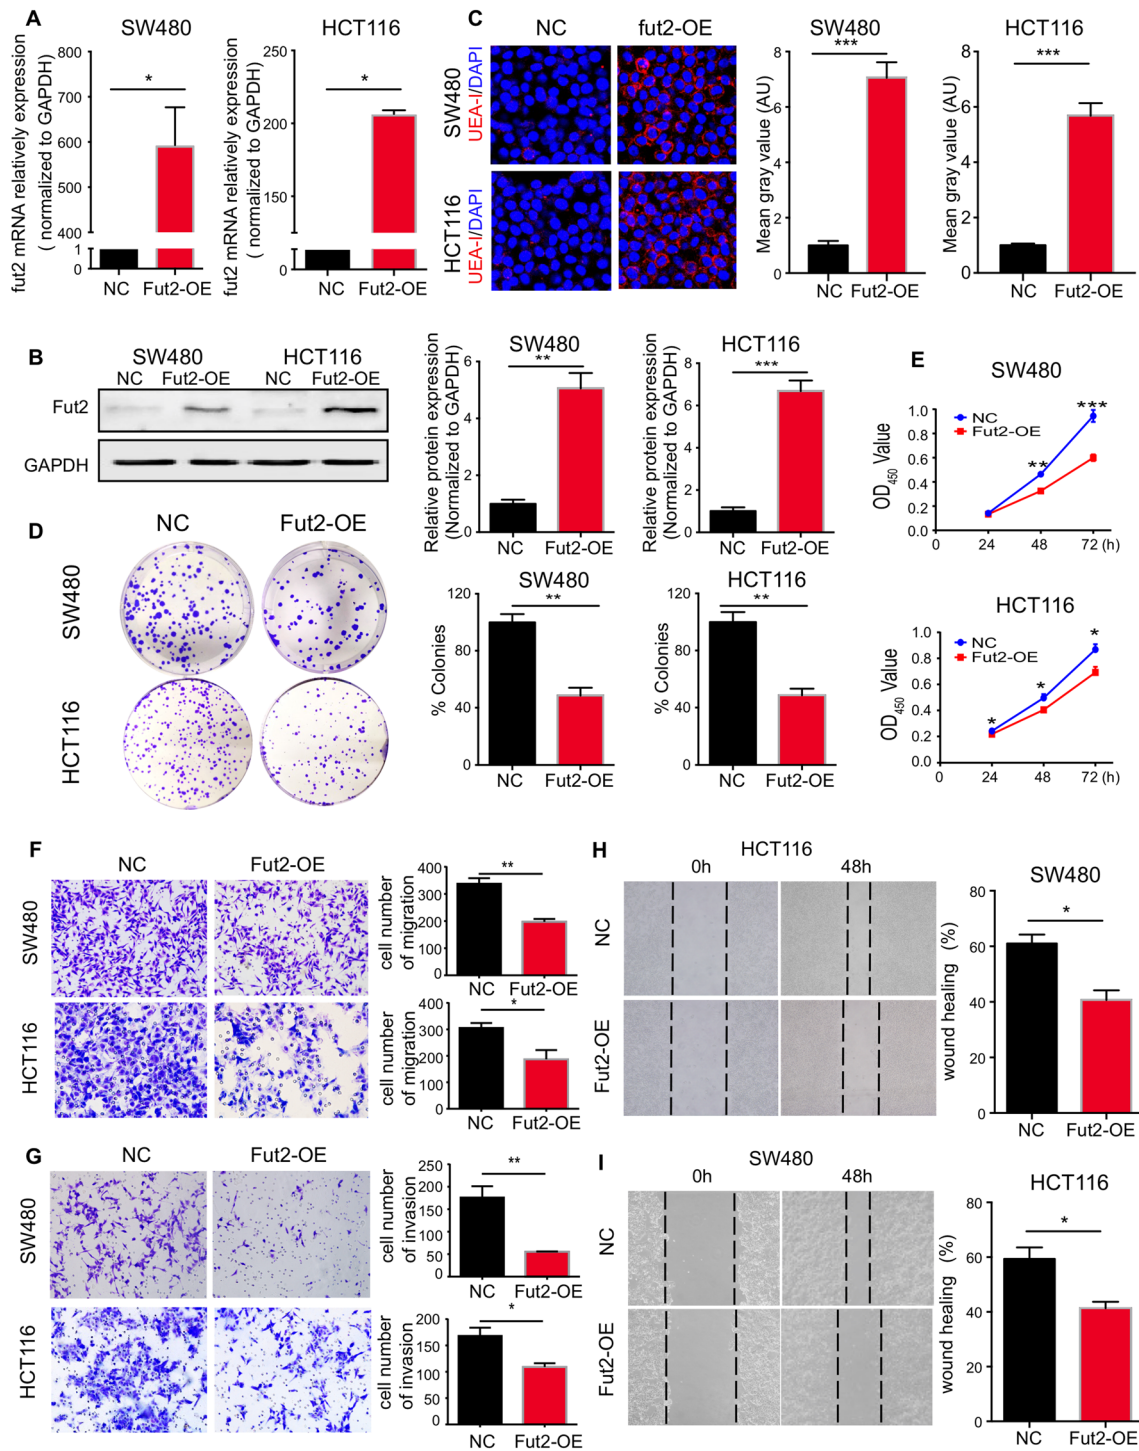 A
SW480
fut2 mRNA relatively expression
( normalized to GAPDH)
800
700
600
500
400
1
0
*
NC
Fut2-OE
HCT116
fut2 mRNA relatively expression
( normalized to GAPDH)
250
200
150
1
0
*
NC
Fut2-OE
C
NC
fut2-OE
SW480
UEA-I/DAPI
HCT116
UEA-I/DAPI
SW480
Mean gray value (AU)
8
6
4
2
0
***
NC
Fut2-OE
HCT116
Mean gray value (AU)
8
6
4
2
0
***
NC
Fut2-OE
B
SW480
HCT116
NC
Fut2-OE
NC
Fut2-OE
Fut2
GAPDH
SW480
Relative protein expression
(Normalized to GAPDH)
6
4
2
0
**
NC
Fut2-OE
HCT116
Relative protein expression
(Normalized to GAPDH)
8
6
4
2
0
***
NC
Fut2-OE
E
SW480
OD450 Value
1.0
0.8
0.6
0.4
0.2
0.0
NC
Fut2-OE
**
***
0
24
48
72 (h)
HCT116
OD450 Value
1.0
0.8
0.6
0.4
0.2
0.0
NC
Fut2-OE
*
*
*
0
24
48
72 (h)
D
NC
Fut2-OE
SW480
HCT116
SW480
% Colonies
120
80
40
0
**
NC
Fut2-OE
HCT116
% Colonies
120
80
40
0
**
NC
Fut2-OE
F
NC
Fut2-OE
SW480
HCT116
cell number
of migration
400
300
200
100
0
**
NC
Fut2-OE
cell number
of migration
400
300
200
100
0
*
NC
Fut2-OE
H
HCT116
0h
48h
NC
Fut2-OE
SW480
wound healing (%)
80
60
40
20
0
*
NC
Fut2-OE
G
NC
Fut2-OE
SW480
HCT116
cell number
of invasion
250
200
150
100
50
0
**
NC
Fut2-OE
cell number
of invasion
200
150
100
50
0
*
NC
Fut2-OE
I
SW480
0h
48h
NC
Fut2-OE
HCT116
wound healing (%)
80
60
40
20
0
*
NC
Fut2-OE